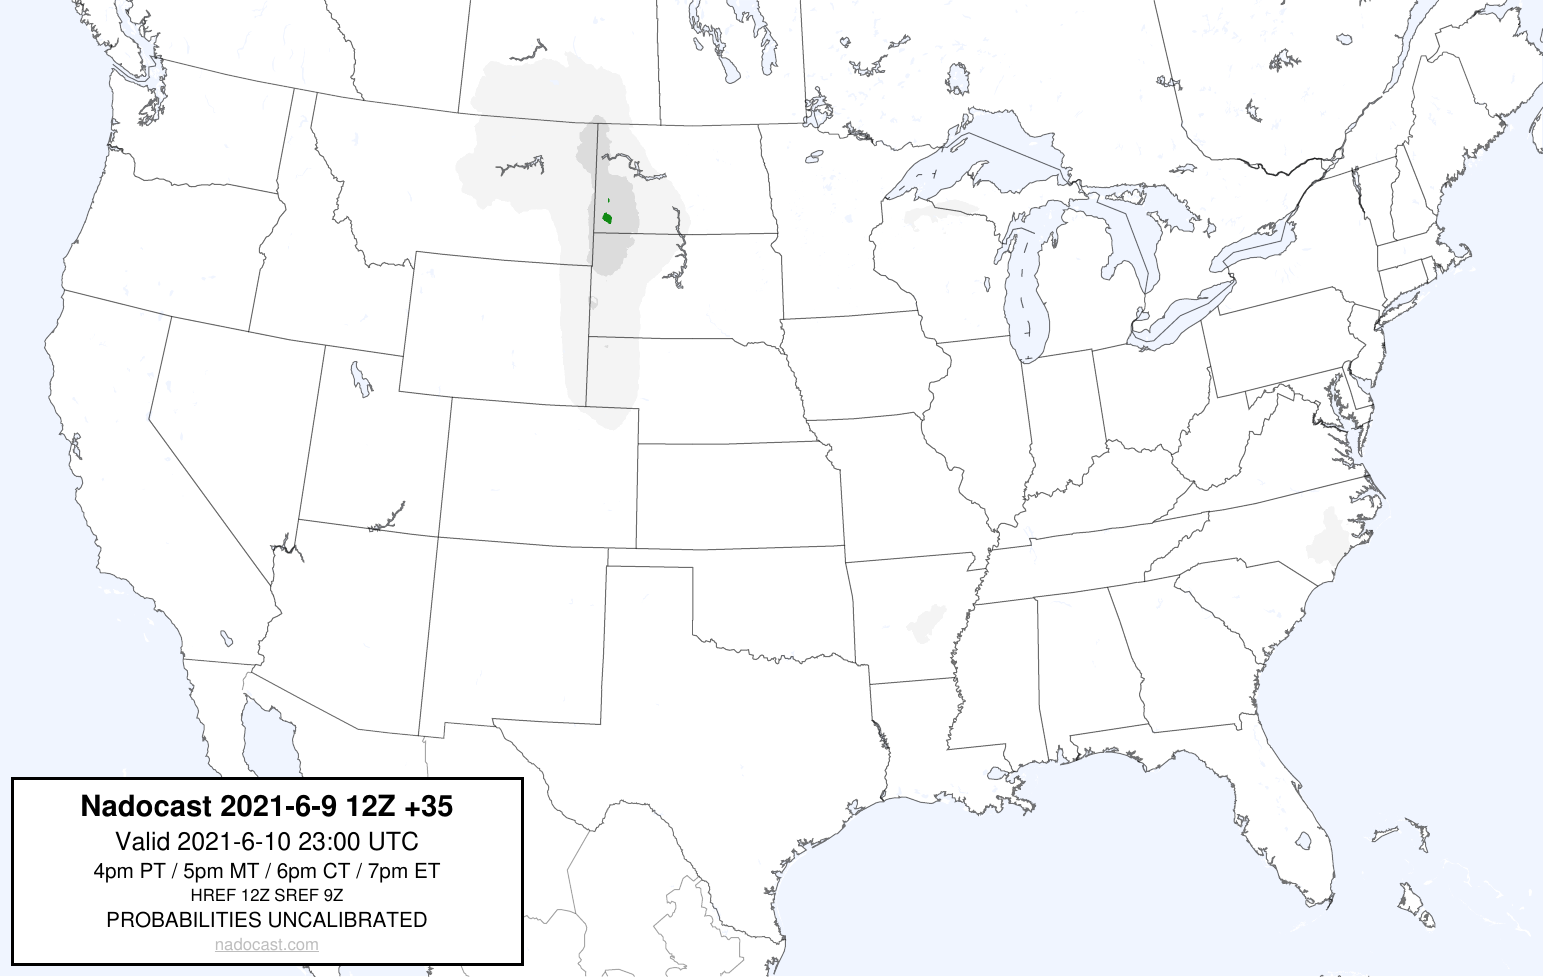 Nadocast 2021-6-9 12Z +35
Valid 2021-6-10 23:00 UTC
4pm PT / 5pm MT / 6pm CT / 7pm ET
HREF 12Z SREF 9Z
PROBABILITIES UNCALIBRATED
nadocast.com